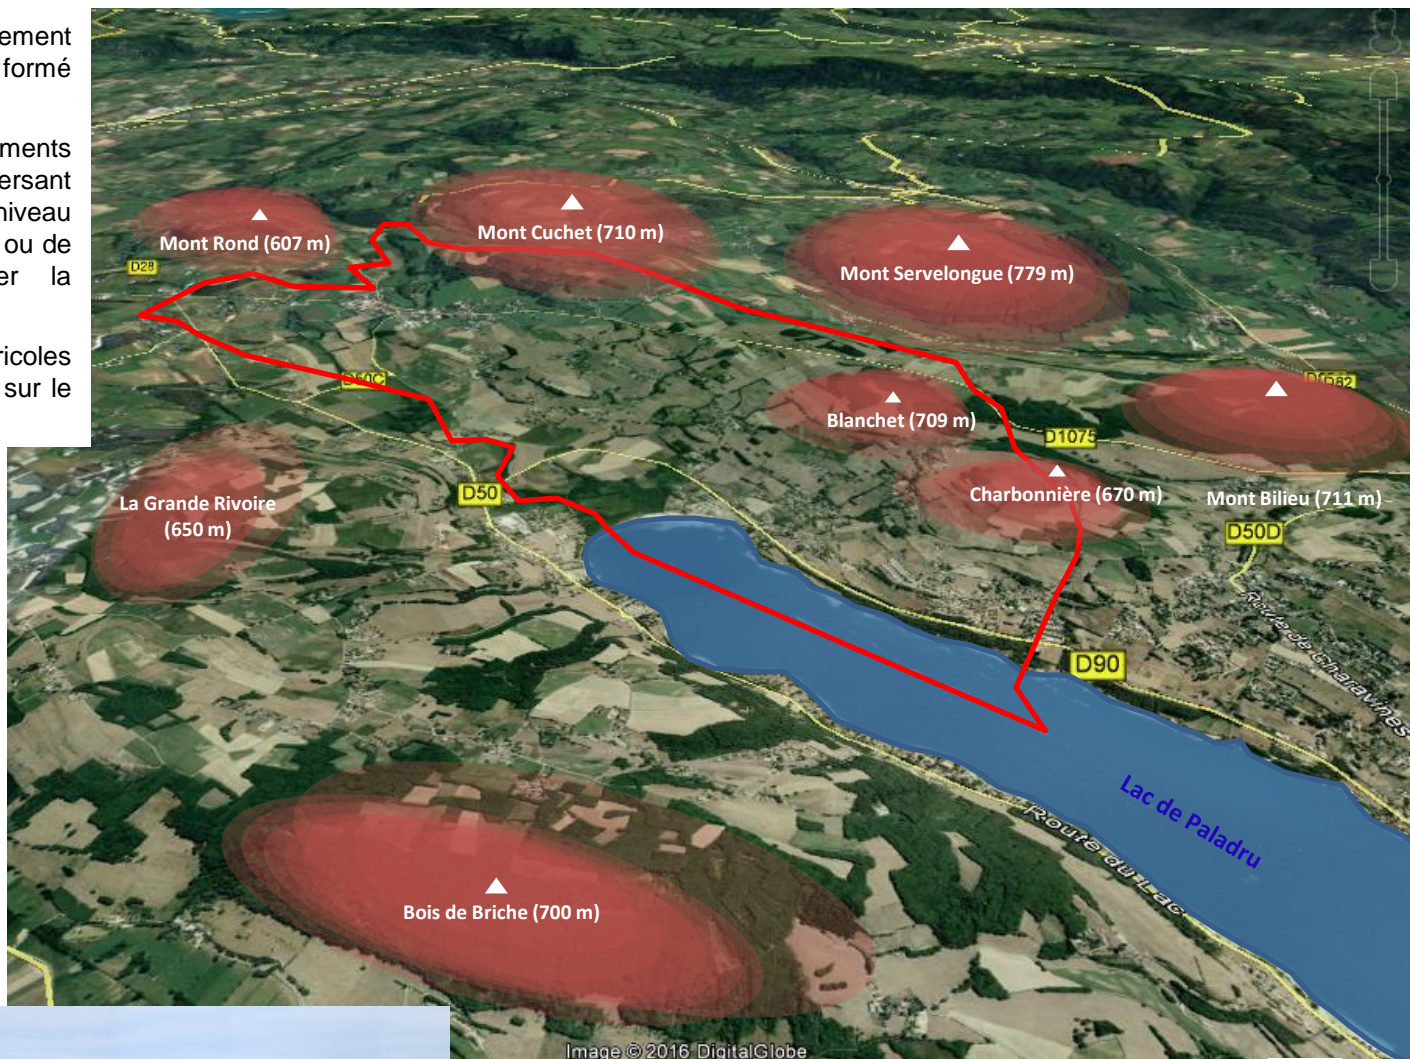 ement
formé
ments
ersant
niveau
ou de
er la
ricoles
sur le
Mont Rond (607 m)
Mont Cuchet (710 m)
Mont Servelongue (779 m)
D28
D50C
Blanchet (709 m)
D1075
Charbonnière (670 m)
Mont Bilieu (711 m)
La Grande Rivoire
(650 m)
D50
D50D
Route de Charavines
D90
Lac de Paladru
Route du Lac
Bois de Briche (700 m)
Image © 2016 DigitalGlobe